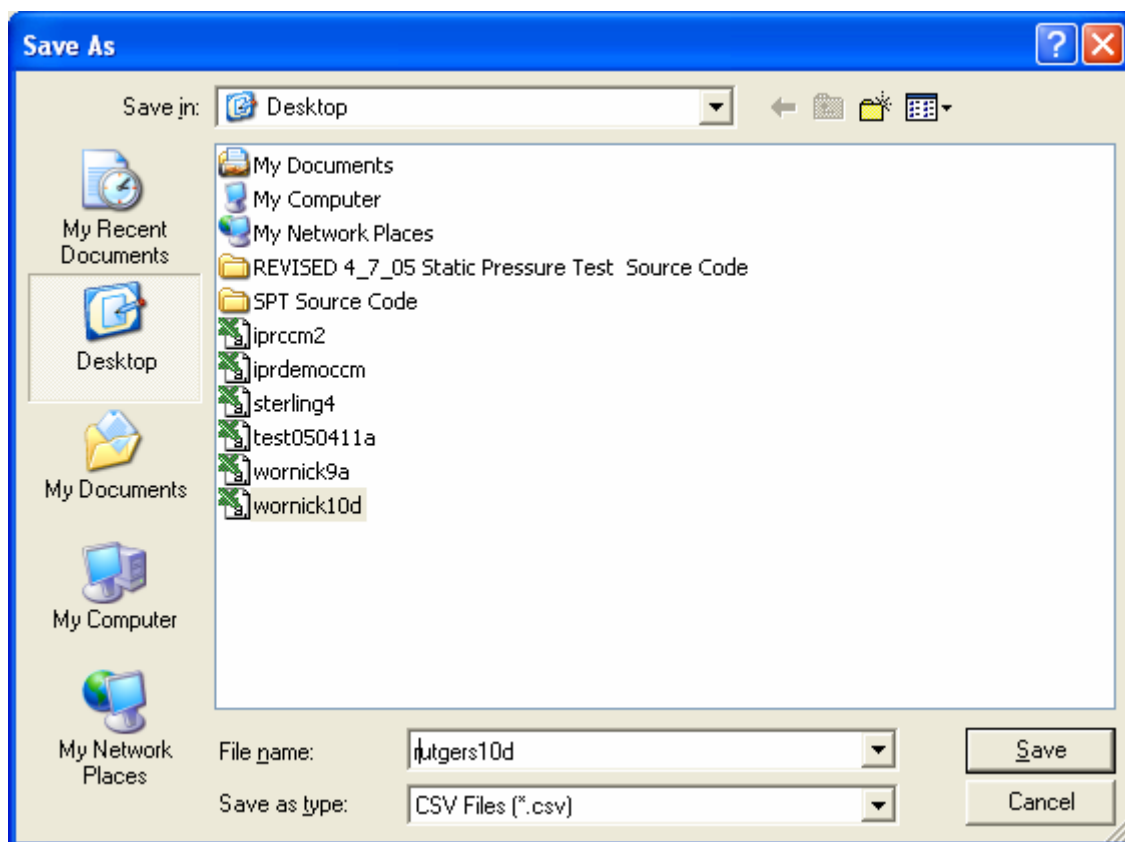 Save As
Save in:
Desktop
My Recent
Documents
Desktop
My Documents
My Computer
My Network
Places
My Documents
My Computer
My Network Places
REVISED 4_7_05 Static Pressure Test  Source Code
SPT Source Code
iprccm2
iprdemoccm
sterling4
test050411a
wornick9a
wornick10d
File name:
rutgers10d
Save
Save as type:
CSV Files (*.csv)
Cancel